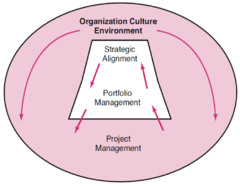 Organization Culture
Environment
Strategic
Alignment
Portfolio
Management
Project
Management